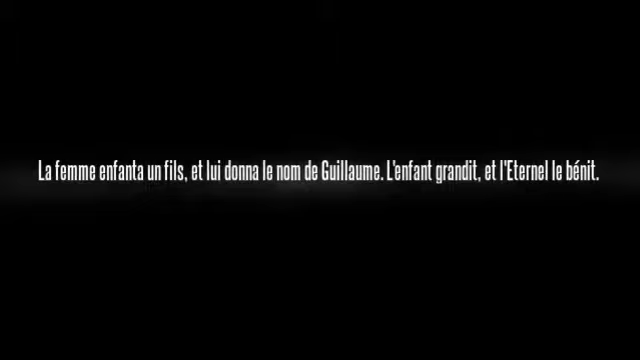 La femme enfanta un fils, et lui donna le nom de Guillaume. L'enfant grandit, et l'Eternel le bénit.